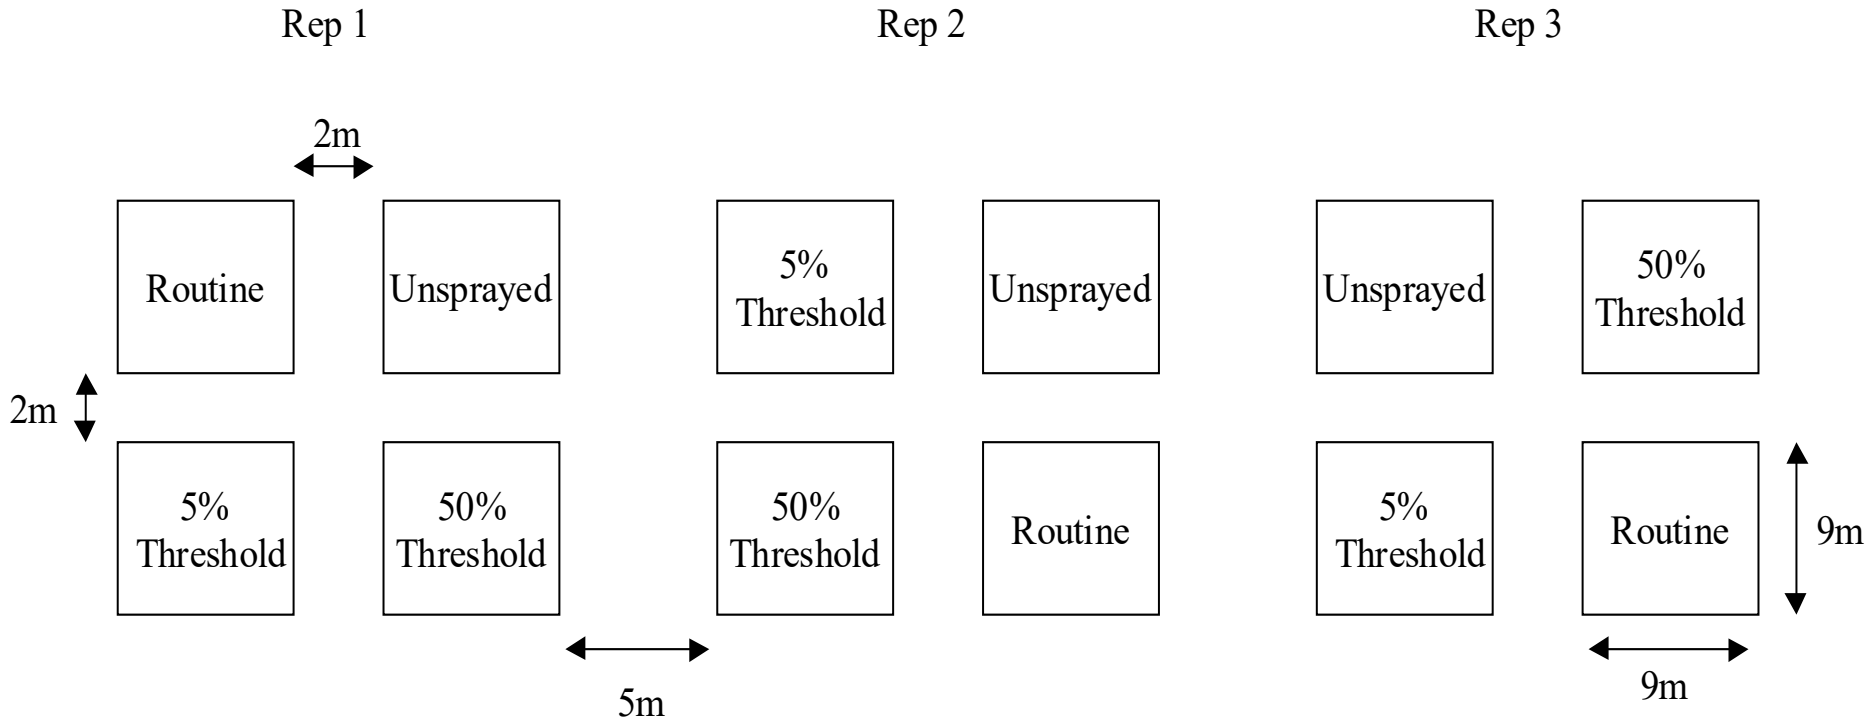 Rep 1
Rep 2
Rep 3
2m
Routine
Unsprayed
5%
Threshold
Unsprayed
Unsprayed
50%
Threshold
2m
5%
Threshold
50%
Threshold
50%
Threshold
Routine
5%
Threshold
Routine
9m
5m
9m